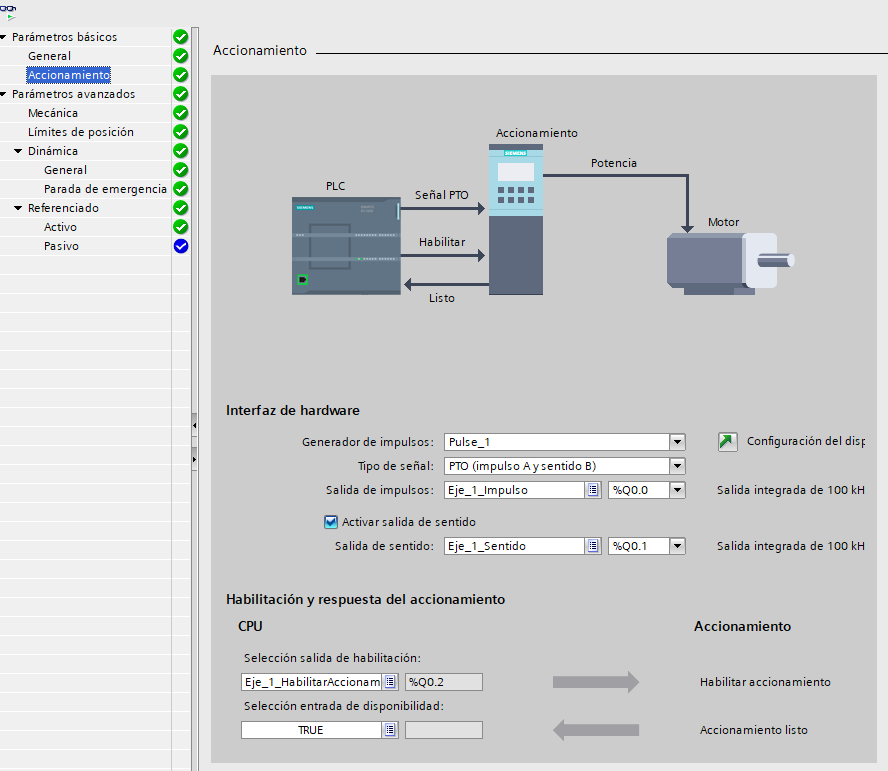 Parámetros básicos
General
Accionamiento
Parámetros avanzados
Mecánica
Límites de posición
Dinámica
General
Parada de emergencia
Referenciado
Activo
Pasivo
Accionamiento
Accionamiento
SIEMENS
Potencia
PLC
Señal PTO
Motor
SIEMENS
Habilitar
Listo
Interfaz de hardware
Generador de impulsos: Pulse_1 Configuración del disp
Tipo de señal: PTO (impulso A y sentido B)
Salida de impulsos: Eje_1_Impulso %Q0.0 Salida integrada de 100 kH
Activar salida de sentido
Salida de sentido: Eje_1_Sentido %Q0.1 Salida integrada de 100 kH
Habilitación y respuesta del accionamiento
CPU Accionamiento
Selección salida de habilitación:
Eje_1_HabilitarAccionam %Q0.2 Habilitar accionamiento
Selección entrada de disponibilidad:
TRUE Accionamiento listo